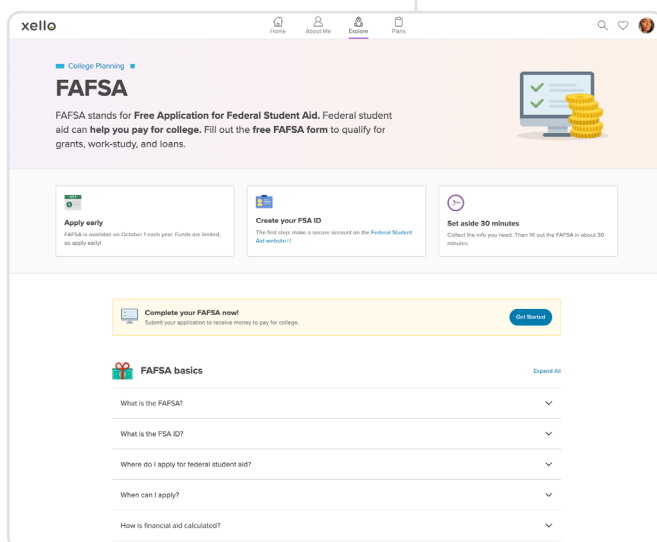 xello
Home
About Me
Explore
Plans
College Planning
FAFSA
FAFSA stands for Free Application for Federal Student Aid. Federal student
aid can help you pay for college. Fill out the free FAFSA form to qualify for
grants, work-study, and loans.
Apply early
FAFSA is available on October 1 each year. Funds are limited,
so apply early!
Create your FSA ID
The first step: make a secure account on the Federal Student
Aid website
Set aside 30 minutes
Collect the info you need. Then fill out the FAFSA in about 30
minutes.
Complete your FAFSA now!
Submit your application to receive money to pay for college.
Get Started
FAFSA basics
Expand All
What is the FAFSA?
What is the FSA ID?
Where do I apply for federal student aid?
When can I apply?
How is financial aid calculated?